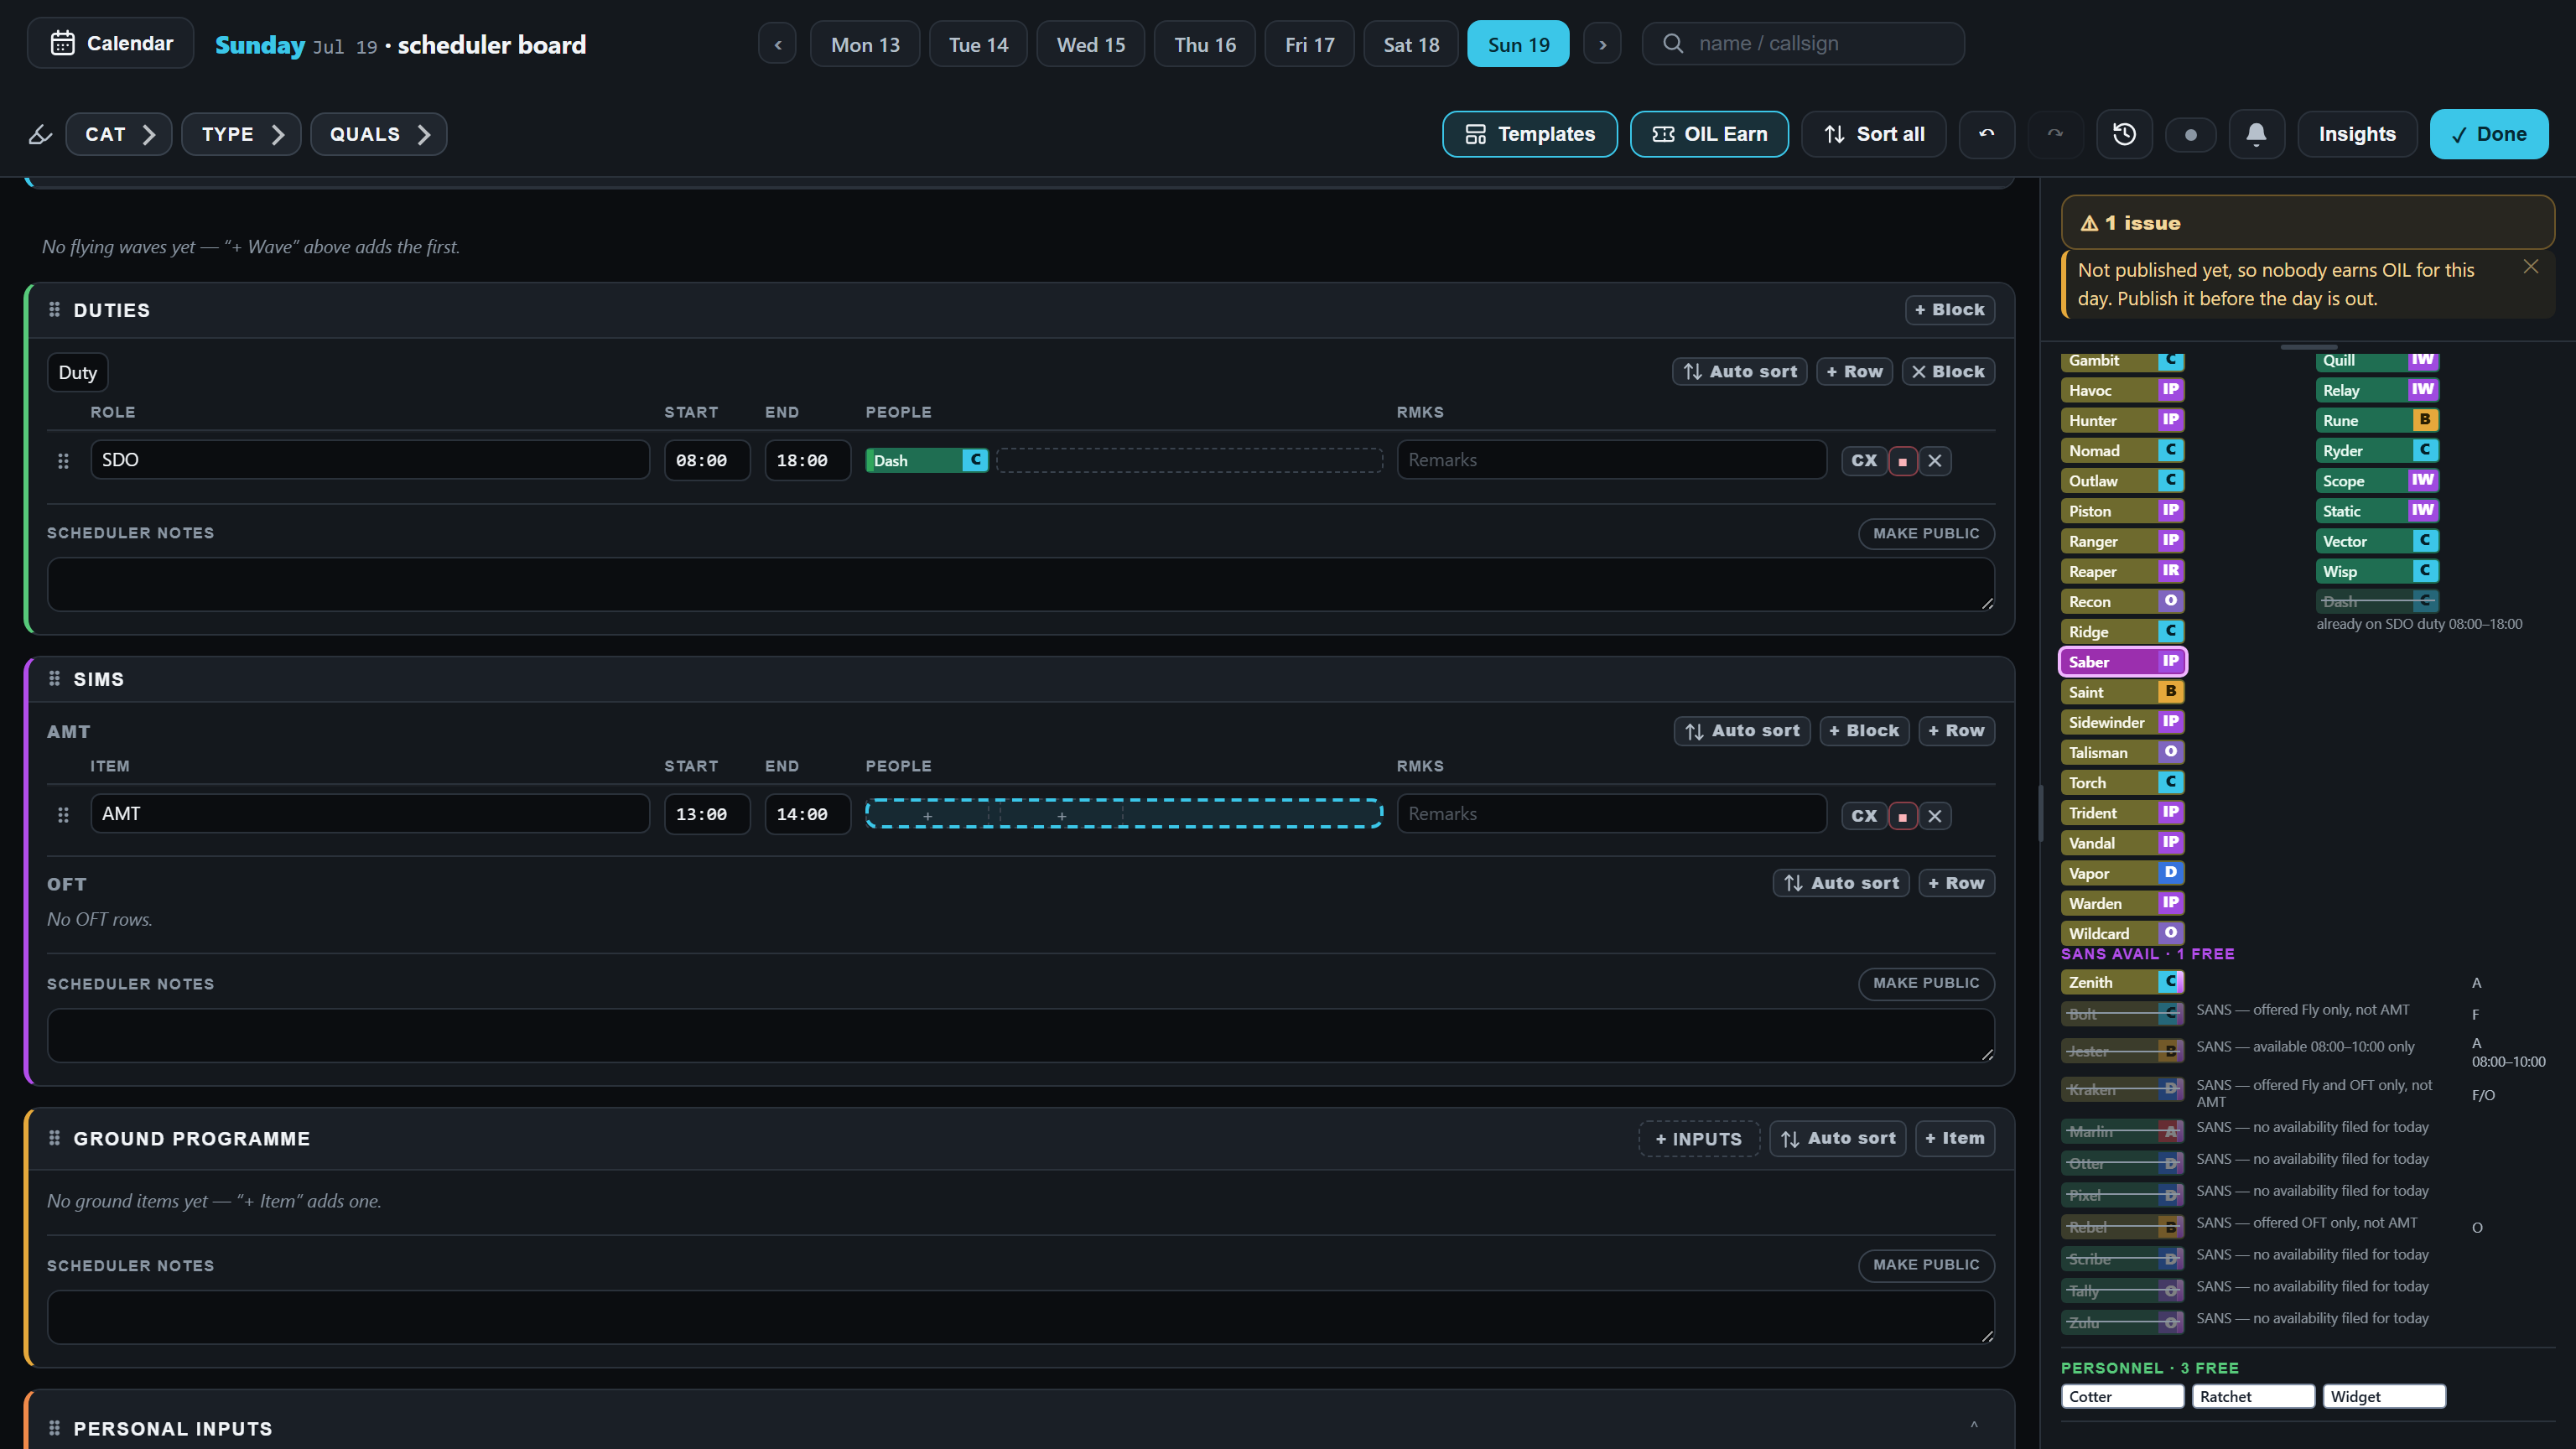 Calendar
Sunday Jul 19 • scheduler board
‹ Mon 13 Tue 14 Wed 15 Thu 16 Fri 17 Sat 18 Sun 19 ›
name / callsign
CAT TYPE QUALS
Templates OIL Earn Sort all Insights ✓ Done
No flying waves yet — “+ Wave” above adds the first.
DUTIES
+ Block
Duty
Auto sort + Row × Block
ROLE START END PEOPLE RMKS
SDO 08:00 18:00 Dash C Remarks CX
SCHEDULER NOTES
MAKE PUBLIC
SIMS
AMT
Auto sort + Block + Row
ITEM START END PEOPLE RMKS
AMT 13:00 14:00 + + Remarks CX
OFT
Auto sort + Row
No OFT rows.
SCHEDULER NOTES
MAKE PUBLIC
GROUND PROGRAMME
+ INPUTS Auto sort + Item
No ground items yet — “+ Item” adds one.
SCHEDULER NOTES
MAKE PUBLIC
PERSONAL INPUTS
⚠ 1 issue
Not published yet, so nobody earns OIL for this
day. Publish it before the day is out.
Gambit C
Havoc IP
Hunter IP
Nomad C
Outlaw C
Piston IP
Ranger IP
Reaper IR
Recon O
Ridge C
Saber IP
Saint B
Sidewinder IP
Talisman O
Torch C
Trident IP
Vandal IP
Vapor D
Warden IP
Wildcard O
Quill IW
Relay IW
Rune B
Ryder C
Scope IW
Static IW
Vector C
Wisp C
Dash C
already on SDO duty 08:00–18:00
SANS AVAIL · 1 FREE
Zenith C A
Bolt C SANS — offered Fly only, not AMT F
Jester B SANS — available 08:00–10:00 only A
08:00–10:00
Kraken D SANS — offered Fly and OFT only, not
AMT F/O
Marlin A SANS — no availability filed for today
Otter D SANS — no availability filed for today
Pixel D SANS — no availability filed for today
Rebel B SANS — offered OFT only, not AMT O
Scribe D SANS — no availability filed for today
Tally O SANS — no availability filed for today
Zulu O SANS — no availability filed for today
PERSONNEL · 3 FREE
Cotter Ratchet Widget